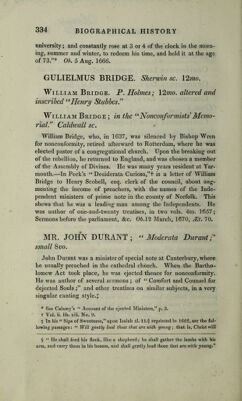 334 BIOGRAPHICAL HISTORY
university; and constantly rose at 3 or 4 of the clock in the morn-
ing, summer and winter, to redeem his time, and hold it at the age
of 73."* Ob. 5 Aug. 1666.
GULIELMUS BRIDGE. Sherwin sc. 12mo.
WILLIAM BRIDGE. P. Holmes; 12mo. altered and
inscribed "Henry Stubbes."
WILLIAM BRIDGE; in the "Nonconformists' Memo-
rial." Caldwall sc.
William Bridge, who, in 1637, was silenced by Bishop Wren
for nonconformity, retired afterward to Rotterdam, where he was
elected pastor of a congregational church. Upon the breaking out
of the rebellion, he returned to England, and was chosen a member
of the Assembly of Divines. He was many years resident at Yar-
mouth.—In Peck's "Desiderata Curiosa,"† is a letter of William
Bridge to Henry Scobell, esq. clerk of the council, about aug-
menting the income of preachers, with the names of the Inde-
pendent ministers of prime note in the county of Norfolk. This
shews that he was a leading man among the Independents. He
was author of one-and-twenty treatises, in two vols. 4to. 1657;
Sermons before the parliament, &c. Ob. 12 March, 1670; Æt. 70.
MR. JOHN DURANT; "Moderata Durant;"
small 8vo.
John Durant was a minister of special note at Canterbury, where
he usually preached in the cathedral church. When the Bartho-
lomew Act took place, he was ejected thence for nonconformity.
He was author of several sermons; of "Comfort and Counsel for
dejected Souls;" and other treatises on similar subjects, in a very
singular canting style.‡
* See Calamy's "Account of the ejected Ministers," p. 3.
† Vol. ii. lib. xiii. No. 9.
‡ In his "Sips of Sweetness," upon Isaiah xl. 11§ reprinted in 1662, are the fol-
lowing passages: "Will gently lead those that are with young; that is, Christ will
§ "He shall feed his flock, like a shepherd; he shall gather the lambs with his
arm, and carry them in his bosom, and shall gently lead those that are with young."